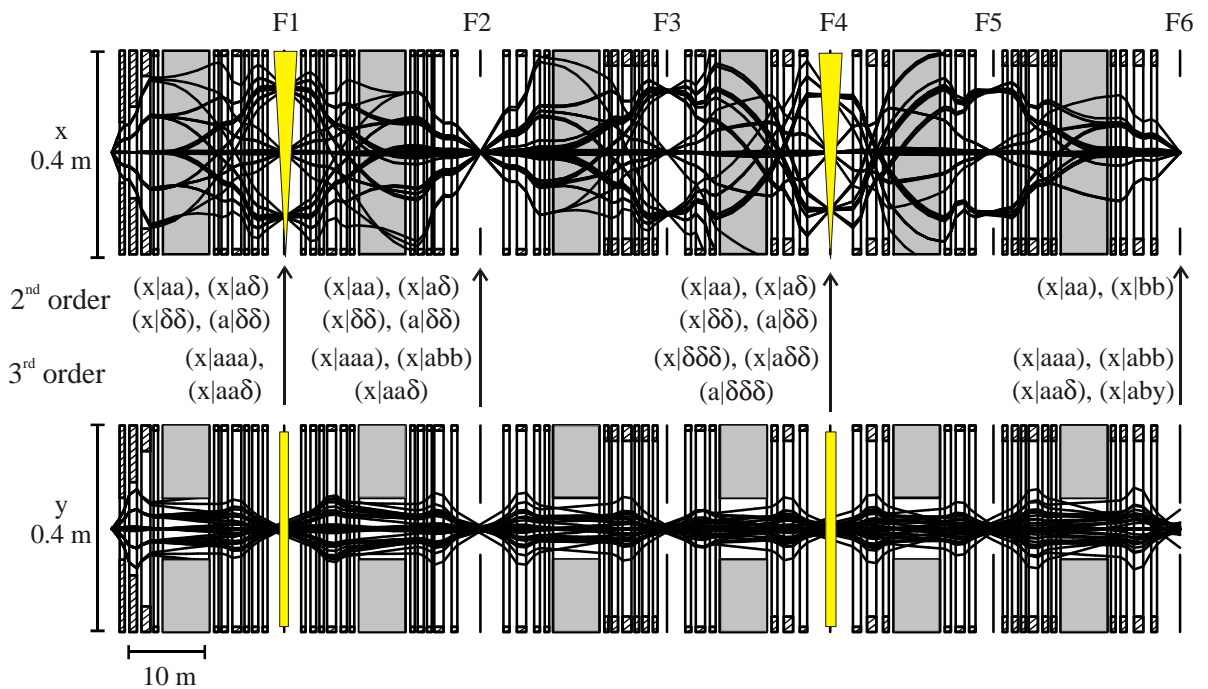 F1 F2 F3 F4 F5 F6
x
0.4 m
2nd order (x|aa), (x|aδ) (x|aa), (x|aδ) (x|aa), (x|aδ) (x|aa), (x|bb)
(x|δδ), (a|δδ) (x|δδ), (a|δδ) (x|δδ), (a|δδ)
3rd order (x|aaa), (x|aaa), (x|abb) (x|δδδ), (x|aδδ) (x|aaa), (x|abb)
(x|aaδ) (x|aaδ) (a|δδδ) (x|aaδ), (x|aby)
y
0.4 m
10 m